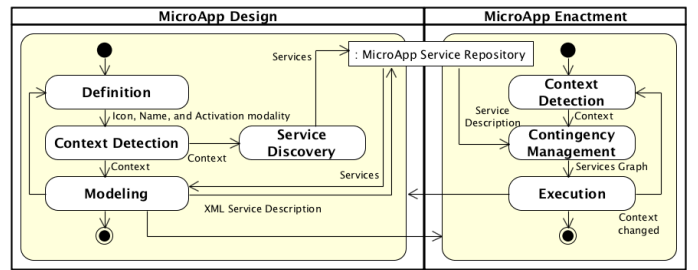 MicroApp Design
MicroApp Enactment
Services
: MicroApp Service Repository
Definition
Icon, Name, and Activation modality
Context Detection
Context
Service
Discovery
Context
Modeling
Services
XML Service Description
Service
Description
Context
Detection
Context
Contingency
Management
Services Graph
Execution
Context
changed